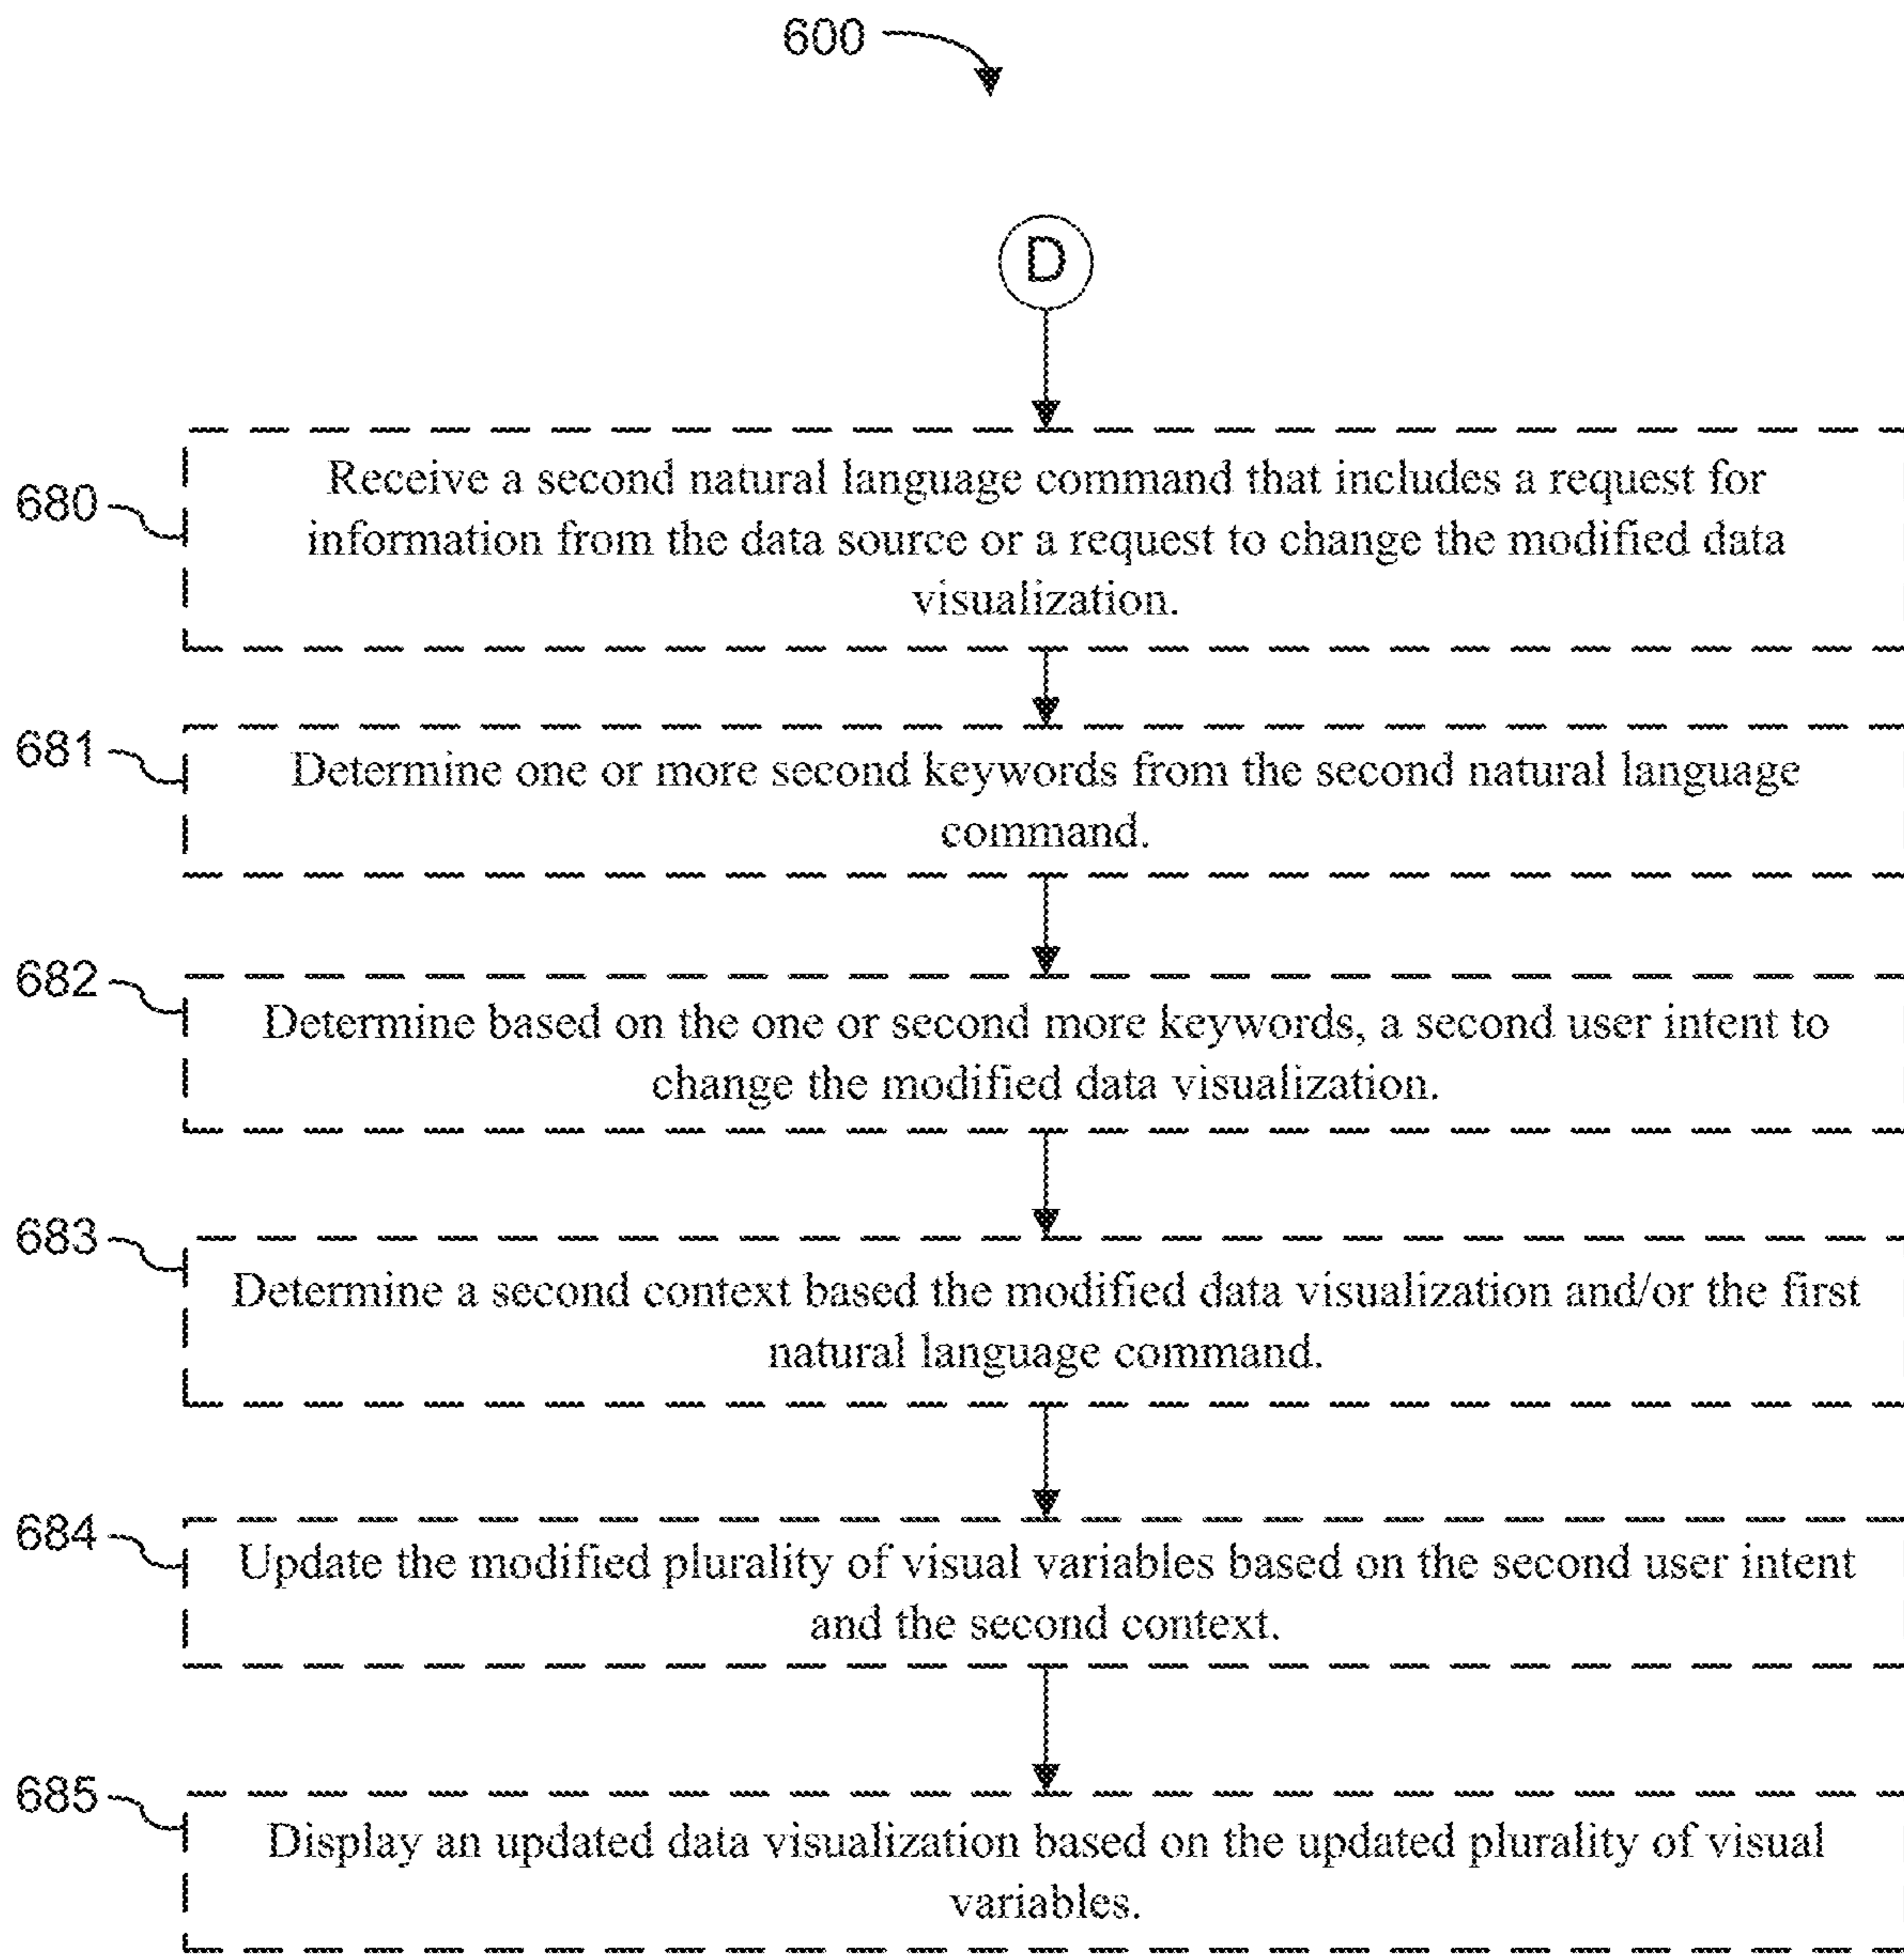 600
D
680
Receive a second natural language command that includes a request for
information from the data source or a request to change the modified data
visualization.
681
Determine one or more second keywords from the second natural language
command.
682
Determine based on the one or second more keywords, a second user intent to
change the modified data visualization.
683
Determine a second context based the modified data visualization and/or the first
natural language command.
684
Update the modified plurality of visual variables based on the second user intent
and the second context.
685
Display an updated data visualization based on the updated plurality of visual
variables.